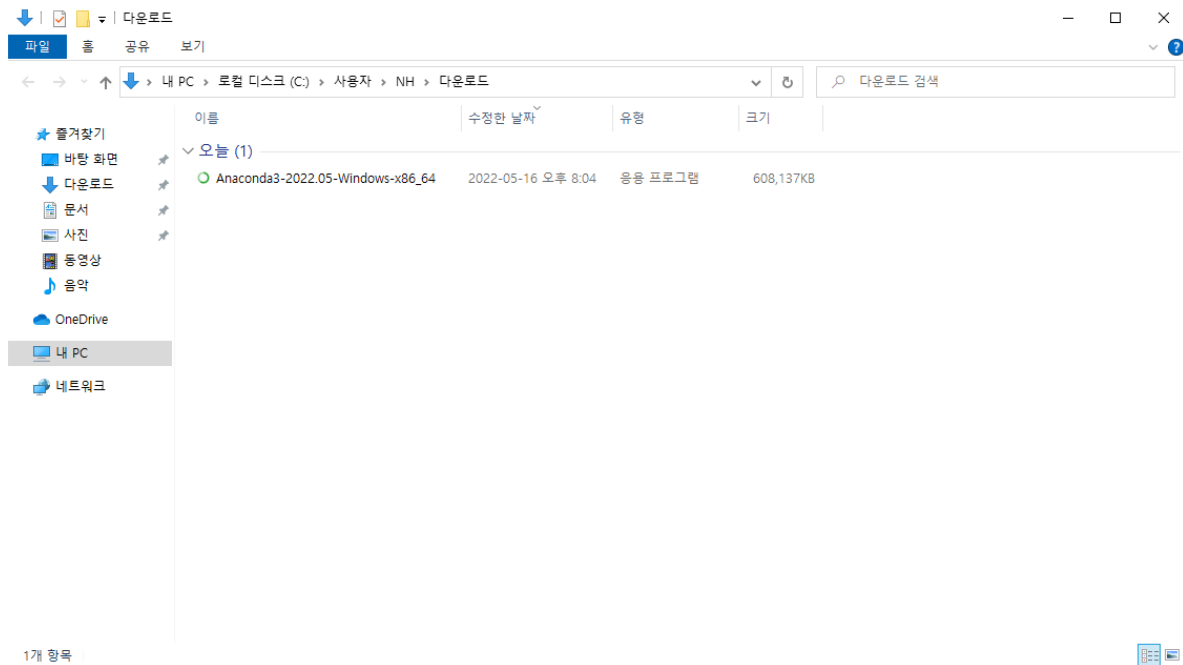 다운로드
파일 홈 공유 보기
내 PC › 로컬 디스크 (C:) › 사용자 › NH › 다운로드
다운로드 검색
이름 수정한 날짜 유형 크기
즐겨찾기
바탕 화면
다운로드
문서
사진
동영상
음악
OneDrive
내 PC
네트워크
오늘 (1)
Anaconda3-2022.05-Windows-x86_64 2022-05-16 오후 8:04 응용 프로그램 608,137KB
1개 항목